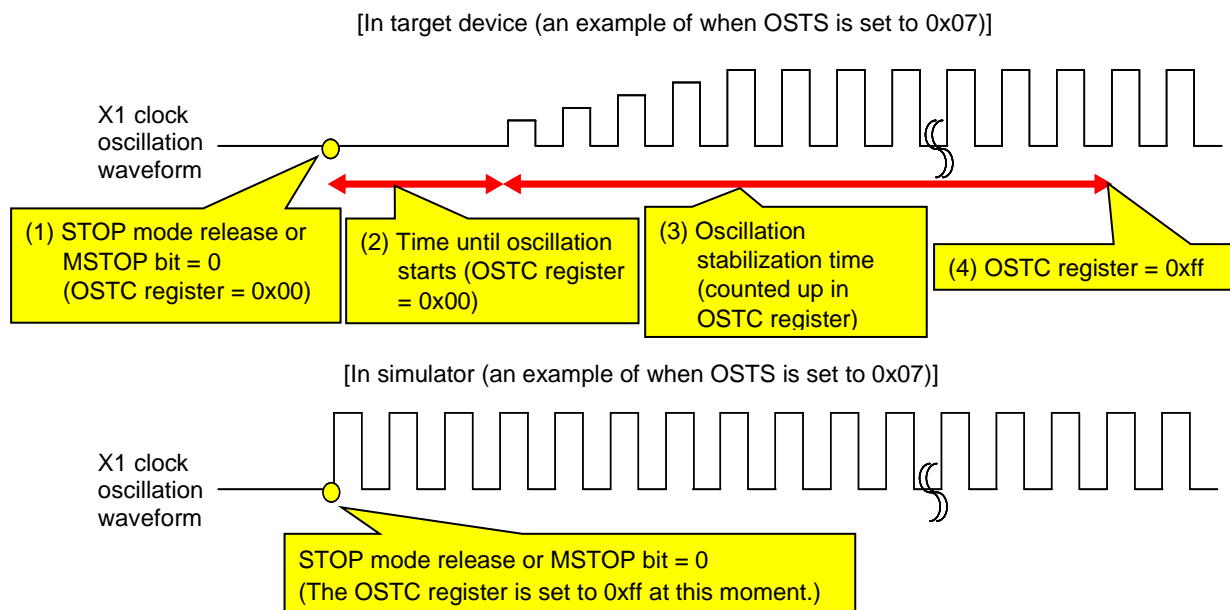 [In target device (an example of when OSTS is set to 0x07)]
X1 clock
oscillation
waveform
(1) STOP mode release or
MSTOP bit = 0
(OSTC register = 0x00)
(2) Time until oscillation
starts (OSTC register
= 0x00)
(3) Oscillation
stabilization time
(counted up in
OSTC register)
(4) OSTC register = 0xff
[In simulator (an example of when OSTS is set to 0x07)]
X1 clock
oscillation
waveform
STOP mode release or MSTOP bit = 0
(The OSTC register is set to 0xff at this moment.)